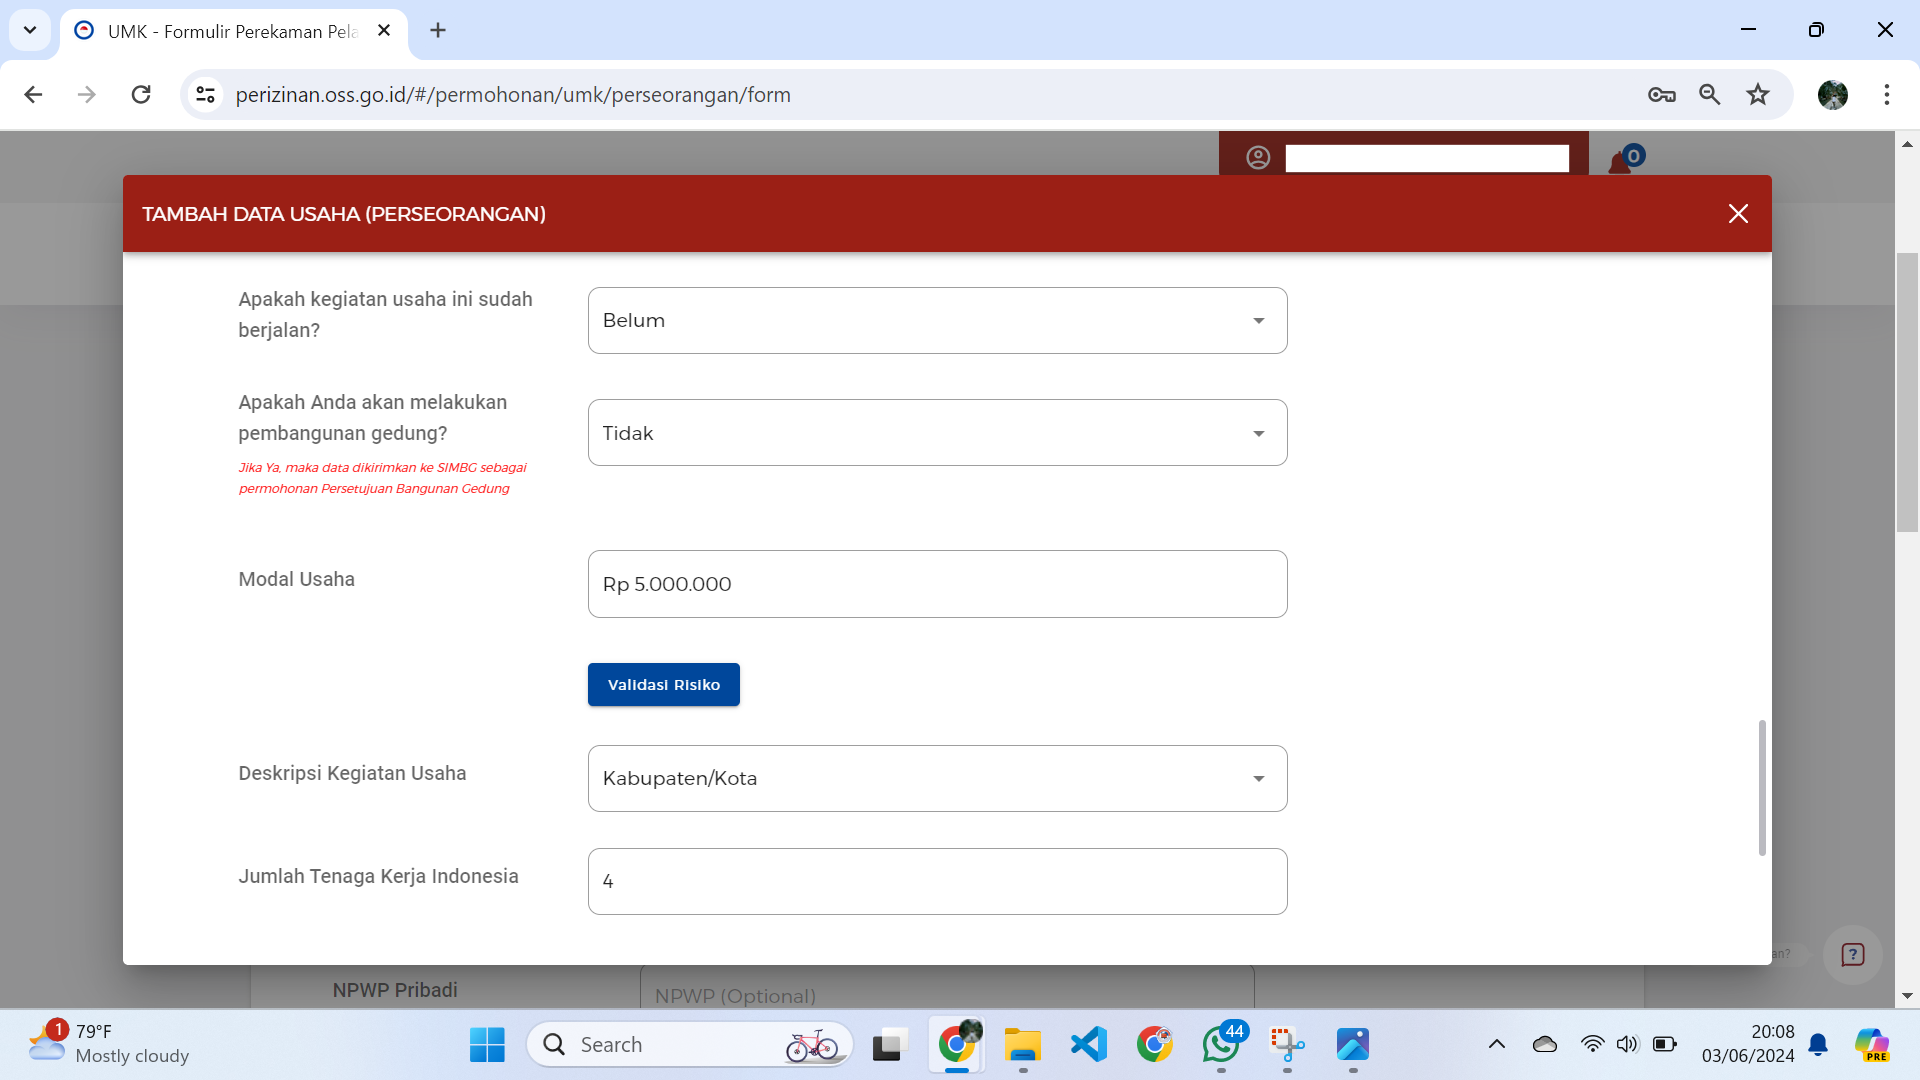 UMK - Formulir Perekaman Pela
perizinan.oss.go.id/#/permohonan/umk/perseorangan/form
0
TAMBAH DATA USAHA (PERSEORANGAN)
Apakah kegiatan usaha ini sudah
berjalan?
Belum
Apakah Anda akan melakukan
pembangunan gedung?
Tidak
Jika Ya, maka data dikirimkan ke SIMBG sebagai
permohonan Persetujuan Bangunan Gedung
Modal Usaha
Rp 5.000.000
Validasi Risiko
Deskripsi Kegiatan Usaha
Kabupaten/Kota
Jumlah Tenaga Kerja Indonesia
4
an?
?
NPWP Pribadi
NPWP (Optional)
1
79°F
Mostly cloudy
Search
44
20:08
03/06/2024
PRE